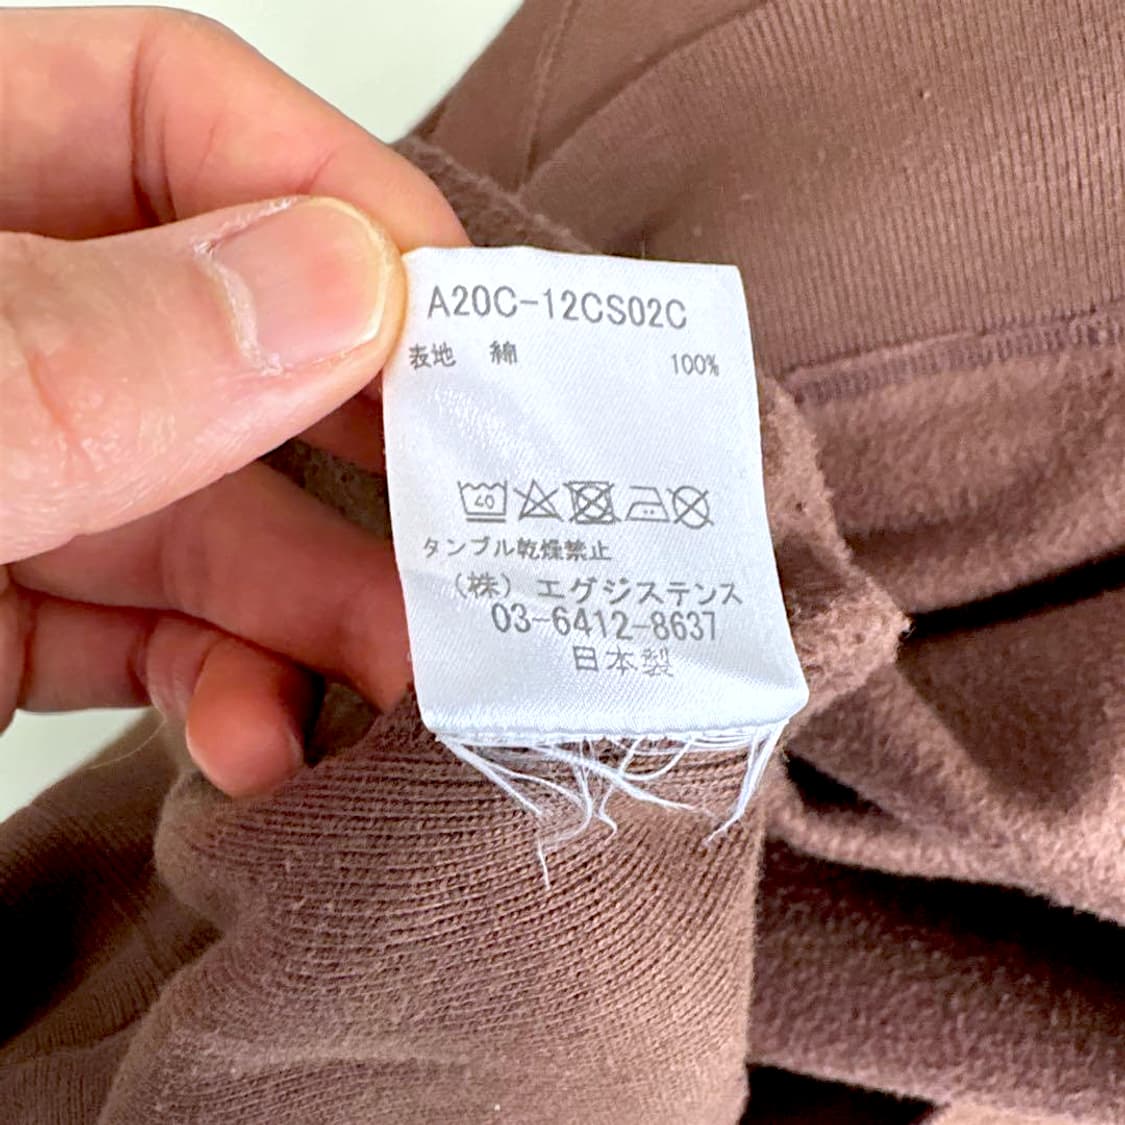 A20C-12CS02C
表地 綿 100%
40
タンブル乾燥禁止
(株) エグジステンス
03-6412-8637
日本製